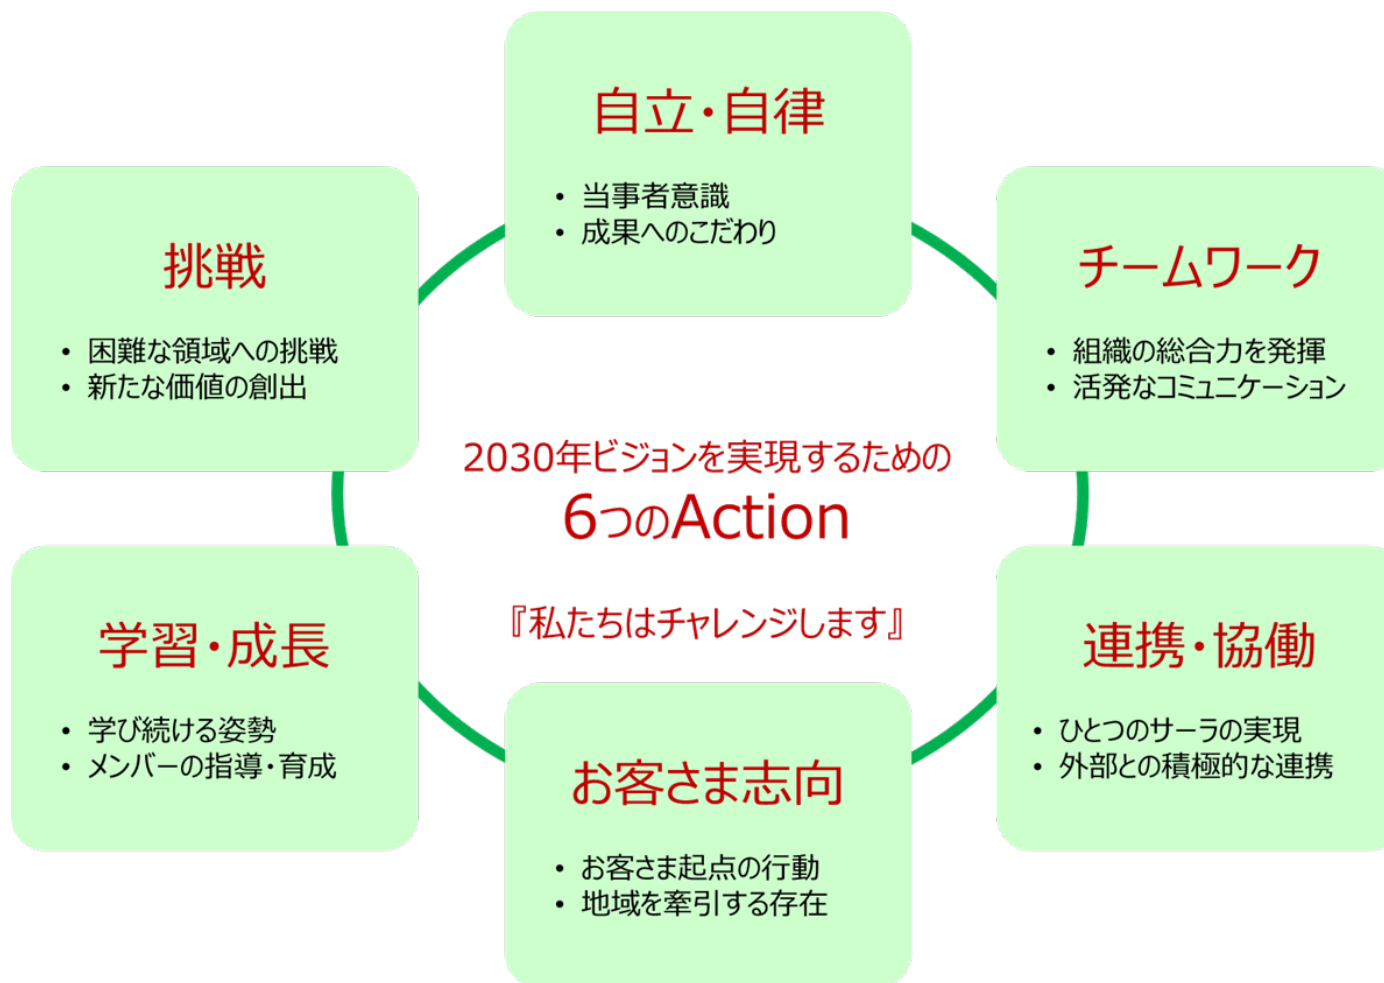 自立・自律
• 当事者意識
• 成果へのこだわり
チームワーク
• 組織の総合力を発揮
• 活発なコミュニケーション
連携・協働
• ひとつのサーラの実現
• 外部との積極的な連携
お客さま志向
• お客さま起点の行動
• 地域を牽引する存在
学習・成長
• 学び続ける姿勢
• メンバーの指導・育成
挑戦
• 困難な領域への挑戦
• 新たな価値の創出
2030年ビジョンを実現するための
6つのAction
『私たちはチャレンジします』